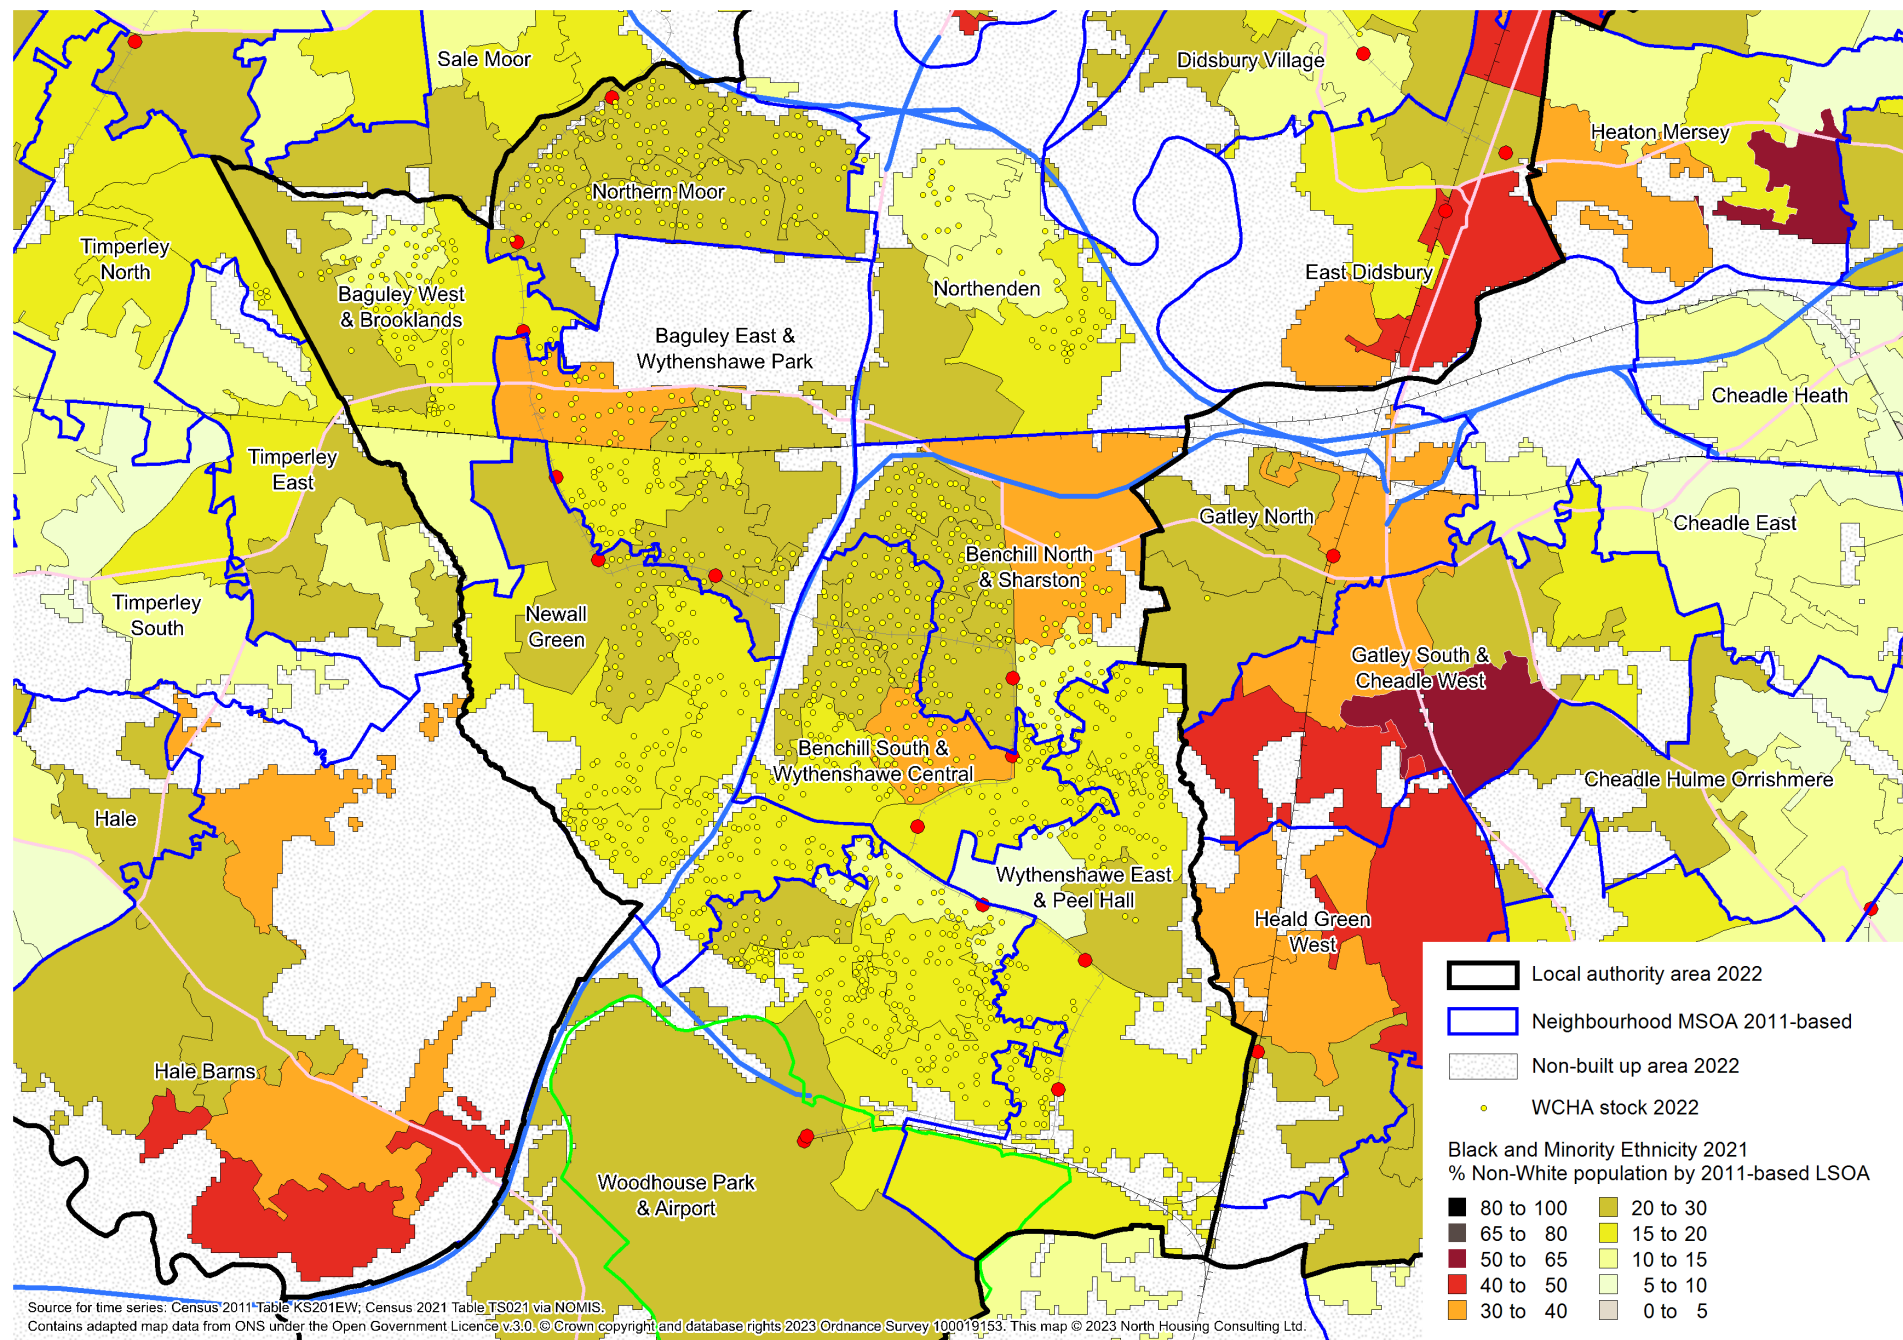 Sale Moor
Didsbury Village
Heaton Mersey
Northern Moor
Timperley
North
Baguley West
& Brooklands
Northenden
East Didsbury
Baguley East &
Wythenshawe Park
Cheadle Heath
Timperley
East
Gatley North
Cheadle East
Benchill North
& Sharston
Timperley
South
Newall
Green
Gatley South &
Cheadle West
Benchill South &
Wythenshawe Central
Cheadle Hulme Orrishmere
Hale
Wythenshawe East
& Peel Hall
Heald Green
West
Hale Barns
Woodhouse Park
& Airport
Local authority area 2022
Neighbourhood MSOA 2011-based
Non-built up area 2022
WCHA stock 2022
Black and Minority Ethnicity 2021
% Non-White population by 2011-based LSOA
80 to 100 20 to 30
65 to 80 15 to 20
50 to 65 10 to 15
40 to 50 5 to 10
30 to 40 0 to 5
Source for time series: Census 2011 Table KS201EW; Census 2021 Table TS021 via NOMIS.
Contains adapted map data from ONS under the Open Government Licence v.3.0. © Crown copyright and database rights 2023 Ordnance Survey 100019153. This map © 2023 North Housing Consulting Ltd.